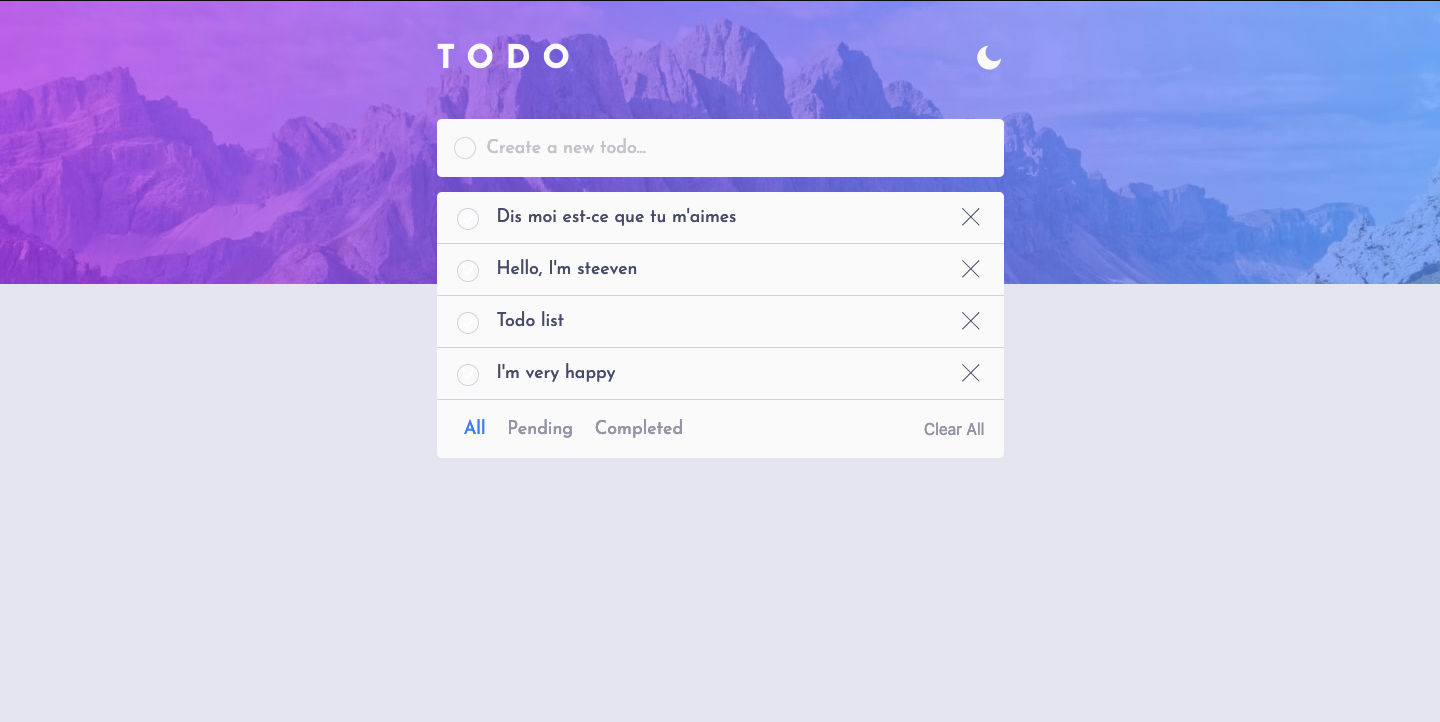 TODO
Create a new todo...
Dis moi est-ce que tu m'aimes
Hello, I'm steeven
Todo list
I'm very happy
All Pending Completed Clear All